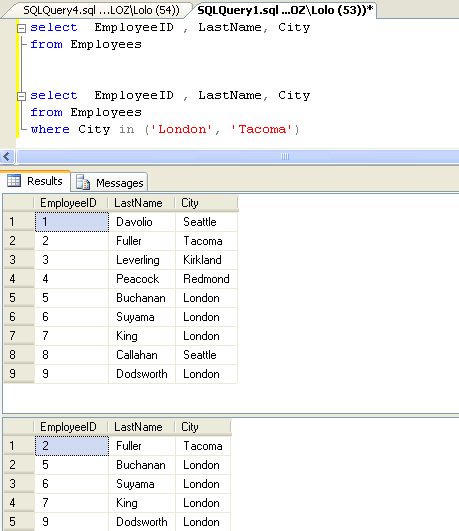 SQLQuery4.sql ...LOZ\Lolo (54)) SQLQuery1.sql ...OZ\Lolo (53))*
select EmployeeID , LastName, City
from Employees
select EmployeeID , LastName, City
from Employees
where City in ('London', 'Tacoma')
Results Messages
EmployeeID LastName City
1 1 Davolio Seattle
2 2 Fuller Tacoma
3 3 Leverling Kirkland
4 4 Peacock Redmond
5 5 Buchanan London
6 6 Suyama London
7 7 King London
8 8 Callahan Seattle
9 9 Dodsworth London
EmployeeID LastName City
1 2 Fuller Tacoma
2 5 Buchanan London
3 6 Suyama London
4 7 King London
5 9 Dodsworth London